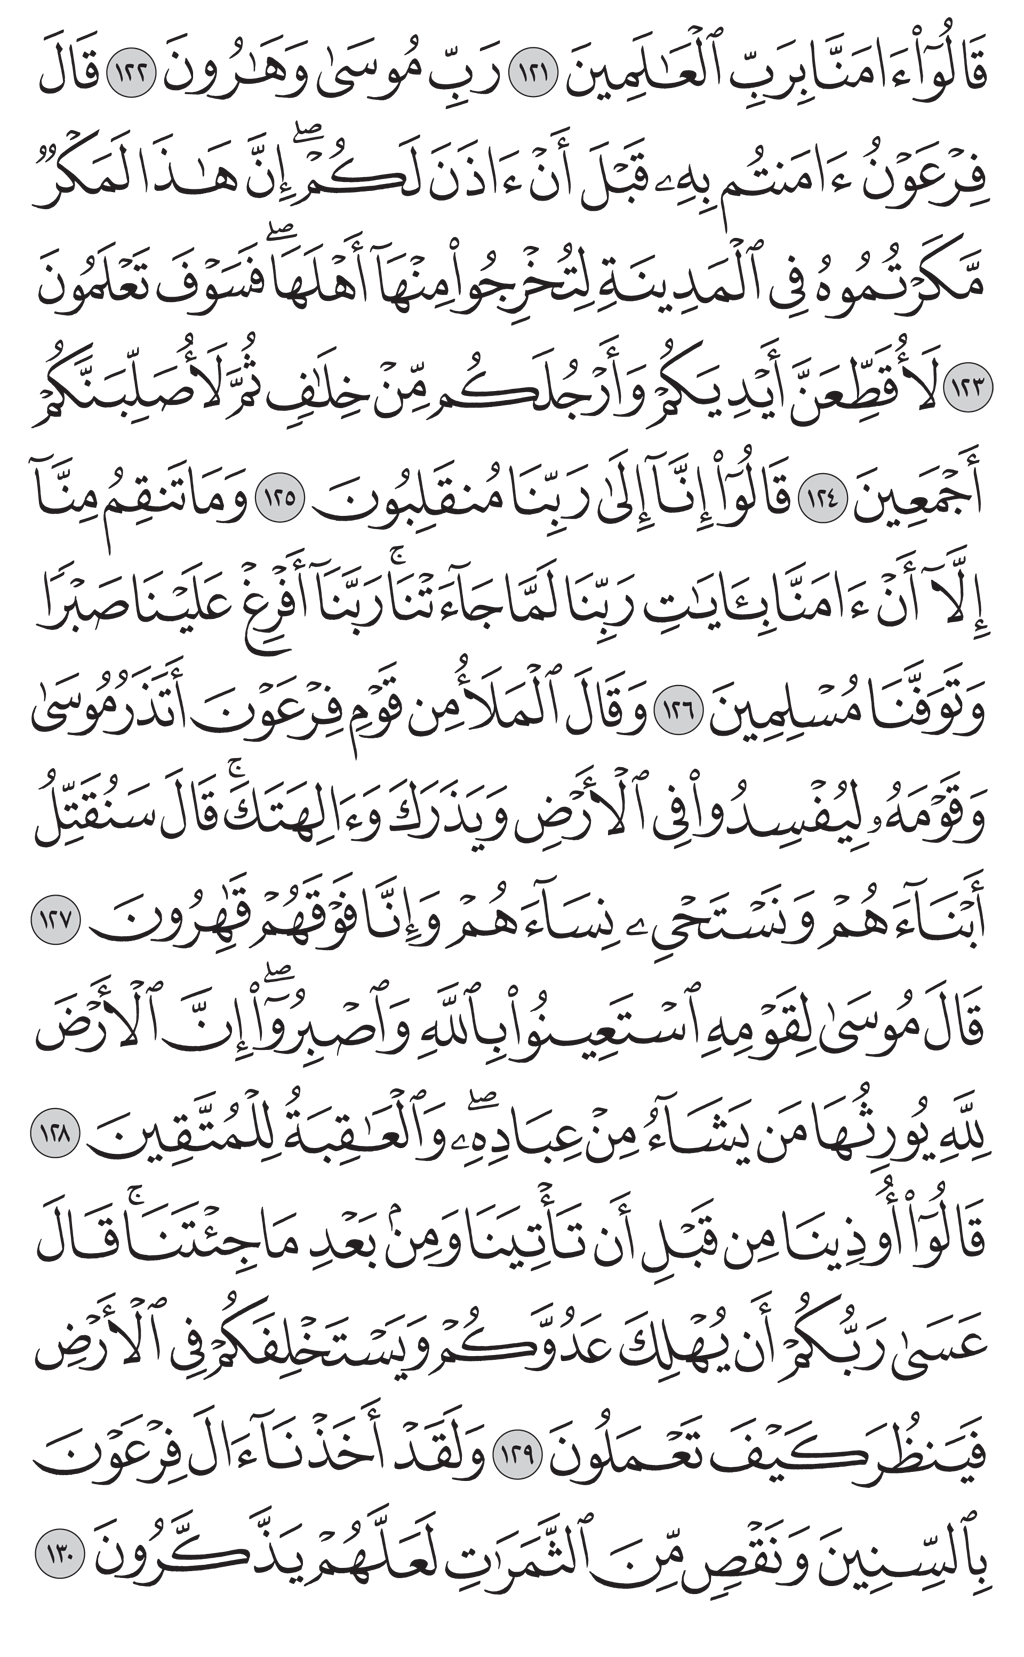 قَالُوٓا۟ ءَامَنَّا بِرَبِّ ٱلْعَـٰلَمِينَ ١٢١ رَبِّ مُوسَىٰ وَهَـٰرُونَ ١٢٢ قَالَ
فِرْعَوْنُ ءَامَنتُم بِهِۦ قَبْلَ أَنْ ءَاذَنَ لَكُمْ ۖ إِنَّ هَـٰذَا لَمَكْرٌ
مَّكَرْتُمُوهُ فِى ٱلْمَدِينَةِ لِتُخْرِجُوا۟ مِنْهَآ أَهْلَهَا ۖ فَسَوْفَ تَعْلَمُونَ
١٢٣ لَأُقَطِّعَنَّ أَيْدِيَكُمْ وَأَرْجُلَكُم مِّنْ خِلَـٰفٍ ثُمَّ لَأُصَلِّبَنَّكُمْ
أَجْمَعِينَ ١٢٤ قَالُوٓا۟ إِنَّآ إِلَىٰ رَبِّنَا مُنقَلِبُونَ ١٢٥ وَمَا تَنقِمُ مِنَّآ
إِلَّآ أَنْ ءَامَنَّا بِـَٔايَـٰتِ رَبِّنَا لَمَّا جَآءَتْنَا ۚ رَبَّنَآ أَفْرِغْ عَلَيْنَا صَبْرًا
وَتَوَفَّنَا مُسْلِمِينَ ١٢٦ وَقَالَ ٱلْمَلَأُ مِن قَوْمِ فِرْعَوْنَ أَتَذَرُ مُوسَىٰ
وَقَوْمَهُۥ لِيُفْسِدُوا۟ فِى ٱلْأَرْضِ وَيَذَرَكَ وَءَالِهَتَكَ ۚ قَالَ سَنُقَتِّلُ
أَبْنَآءَهُمْ وَنَسْتَحْىِۦ نِسَآءَهُمْ وَإِنَّا فَوْقَهُمْ قَـٰهِرُونَ ١٢٧
قَالَ مُوسَىٰ لِقَوْمِهِ ٱسْتَعِينُوا۟ بِٱللَّهِ وَٱصْبِرُوٓا۟ ۖ إِنَّ ٱلْأَرْضَ
لِلَّهِ يُورِثُهَا مَن يَشَآءُ مِنْ عِبَادِهِۦ ۖ وَٱلْعَـٰقِبَةُ لِلْمُتَّقِينَ ١٢٨
قَالُوٓا۟ أُوذِينَا مِن قَبْلِ أَن تَأْتِيَنَا وَمِنۢ بَعْدِ مَا جِئْتَنَا ۚ قَالَ
عَسَىٰ رَبُّكُمْ أَن يُهْلِكَ عَدُوَّكُمْ وَيَسْتَخْلِفَكُمْ فِى ٱلْأَرْضِ
فَيَنظُرَ كَيْفَ تَعْمَلُونَ ١٢٩ وَلَقَدْ أَخَذْنَآ ءَالَ فِرْعَوْنَ
بِٱلسِّنِينَ وَنَقْصٍ مِّنَ ٱلثَّمَرَٰتِ لَعَلَّهُمْ يَذَّكَّرُونَ ١٣٠